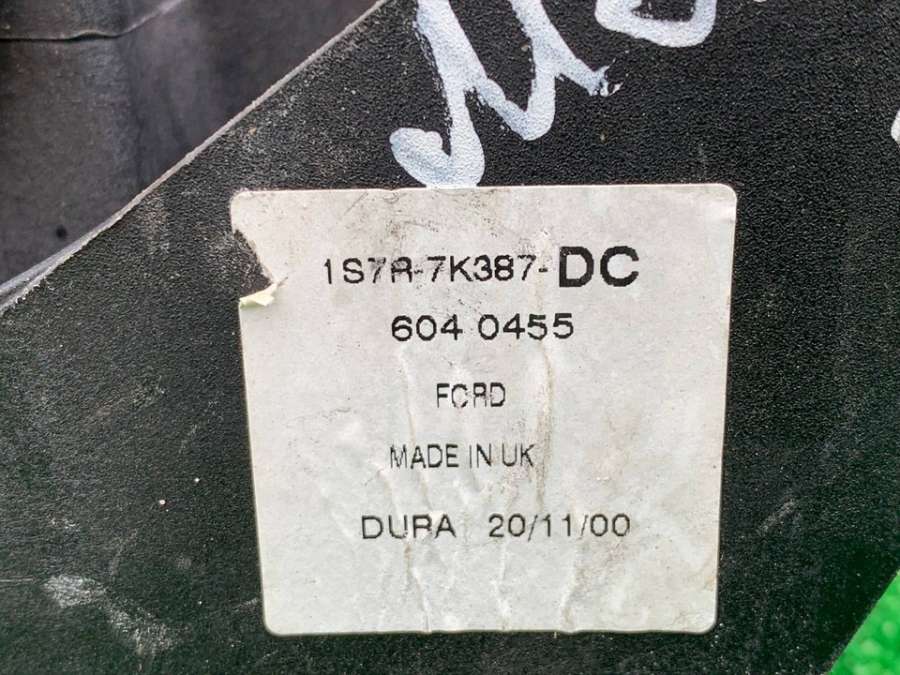 1S7R-7K387-DC
604 0455
FORD
MADE IN UK
DURA 20/11/00